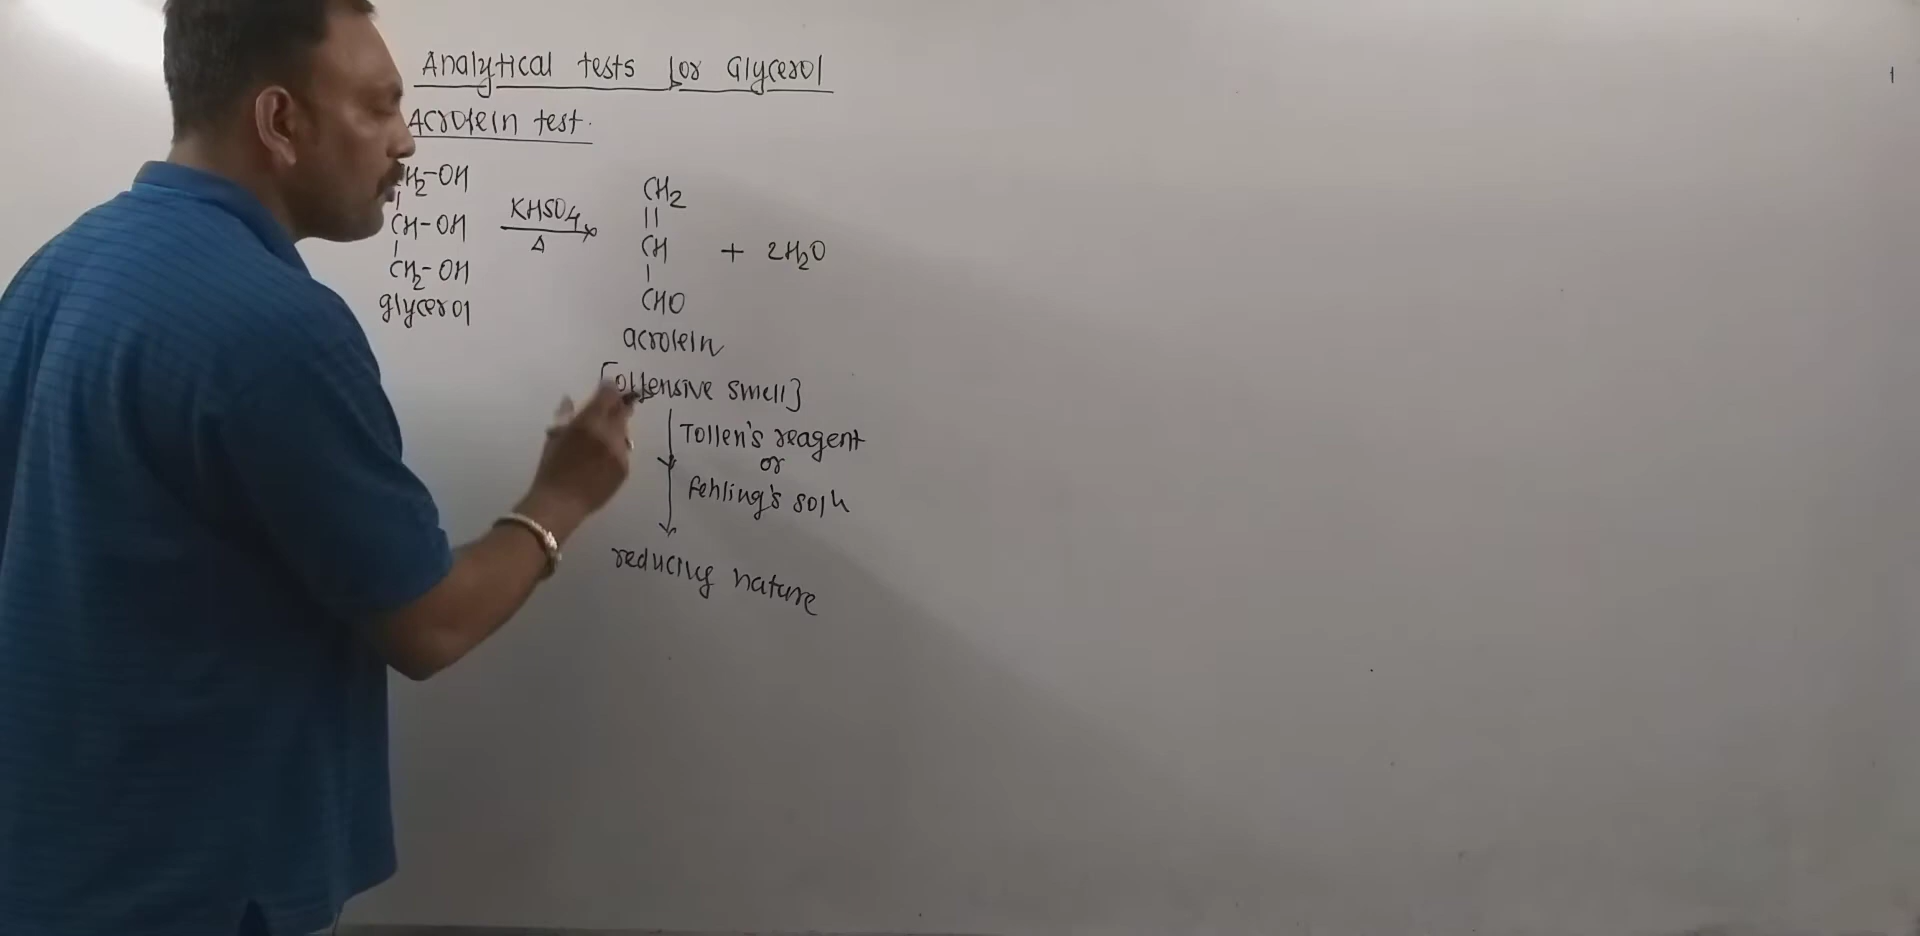 Analytical tests for Glycerol
Acrolein test.
H₂-OH
CH-OH
CH₂-OH
glycerol
KHSO₄
Δ
CH₂
||
CH
|
CHO
+ 2H₂O
acrolein
[offensive smell]
Tollen's reagent
or
Fehling's soln
reducing nature